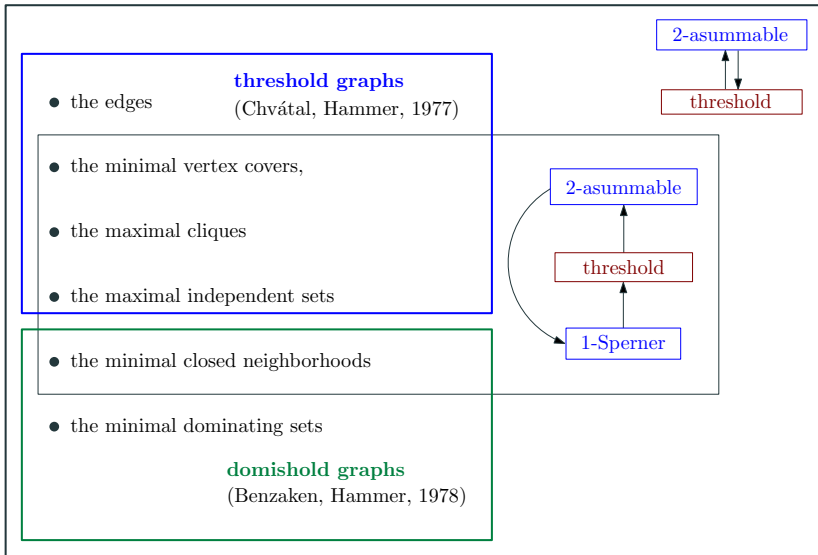 2-asummable
threshold
threshold graphs
(Chvátal, Hammer, 1977)
• the edges
• the minimal vertex covers,
• the maximal cliques
• the maximal independent sets
2-asummable
threshold
1-Sperner
• the minimal closed neighborhoods
• the minimal dominating sets
domishold graphs
(Benzaken, Hammer, 1978)